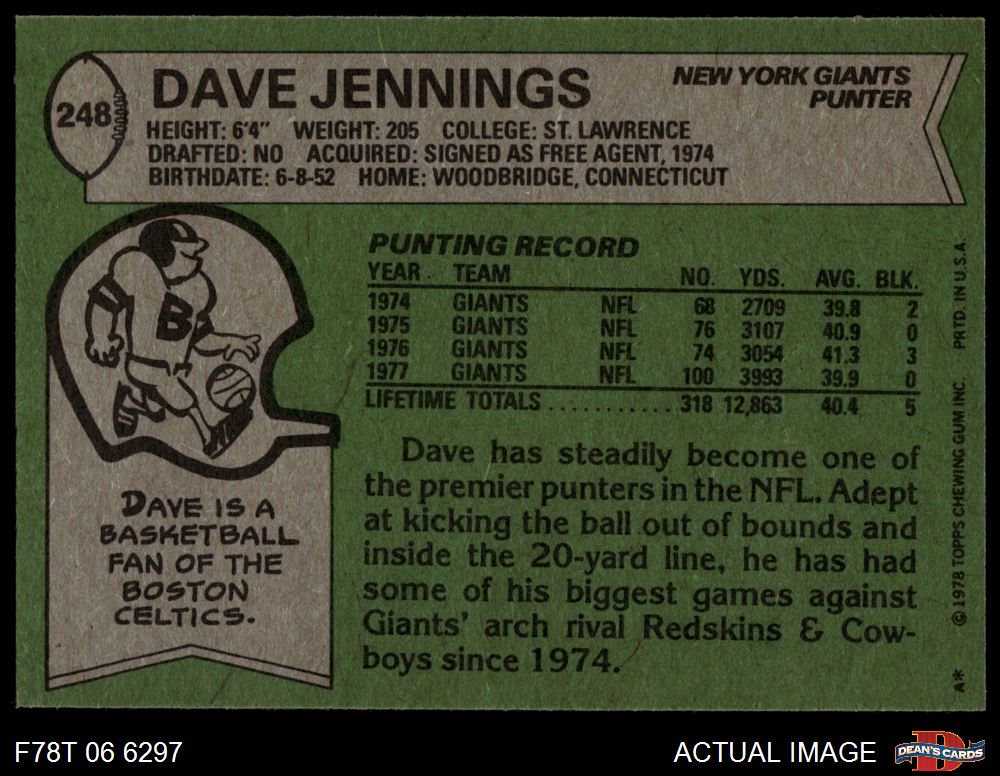 248
DAVE JENNINGS
NEW YORK GIANTS
PUNTER
HEIGHT: 6'4" WEIGHT: 205 COLLEGE: ST. LAWRENCE
DRAFTED: NO ACQUIRED: SIGNED AS FREE AGENT, 1974
BIRTHDATE: 6-8-52 HOME: WOODBRIDGE, CONNECTICUT
B
DAVE IS A
BASKETBALL
FAN OF THE
BOSTON
CELTICS.
PUNTING RECORD
YEAR TEAM NO. YDS. AVG. BLK.
1974 GIANTS NFL 68 2709 39.8 2
1975 GIANTS NFL 76 3107 40.9 0
1976 GIANTS NFL 74 3054 41.3 3
1977 GIANTS NFL 100 3993 39.9 0
LIFETIME TOTALS ............ 318 12,863 40.4 5
Dave has steadily become one of
the premier punters in the NFL. Adept
at kicking the ball out of bounds and
inside the 20-yard line, he has had
some of his biggest games against
Giants' arch rival Redskins & Cow-
boys since 1974.
A* © 1978 TOPPS CHEWING GUM INC. PRTD. IN U.S.A.
F78T 06 6297
ACTUAL IMAGE
DEAN'S CARDS